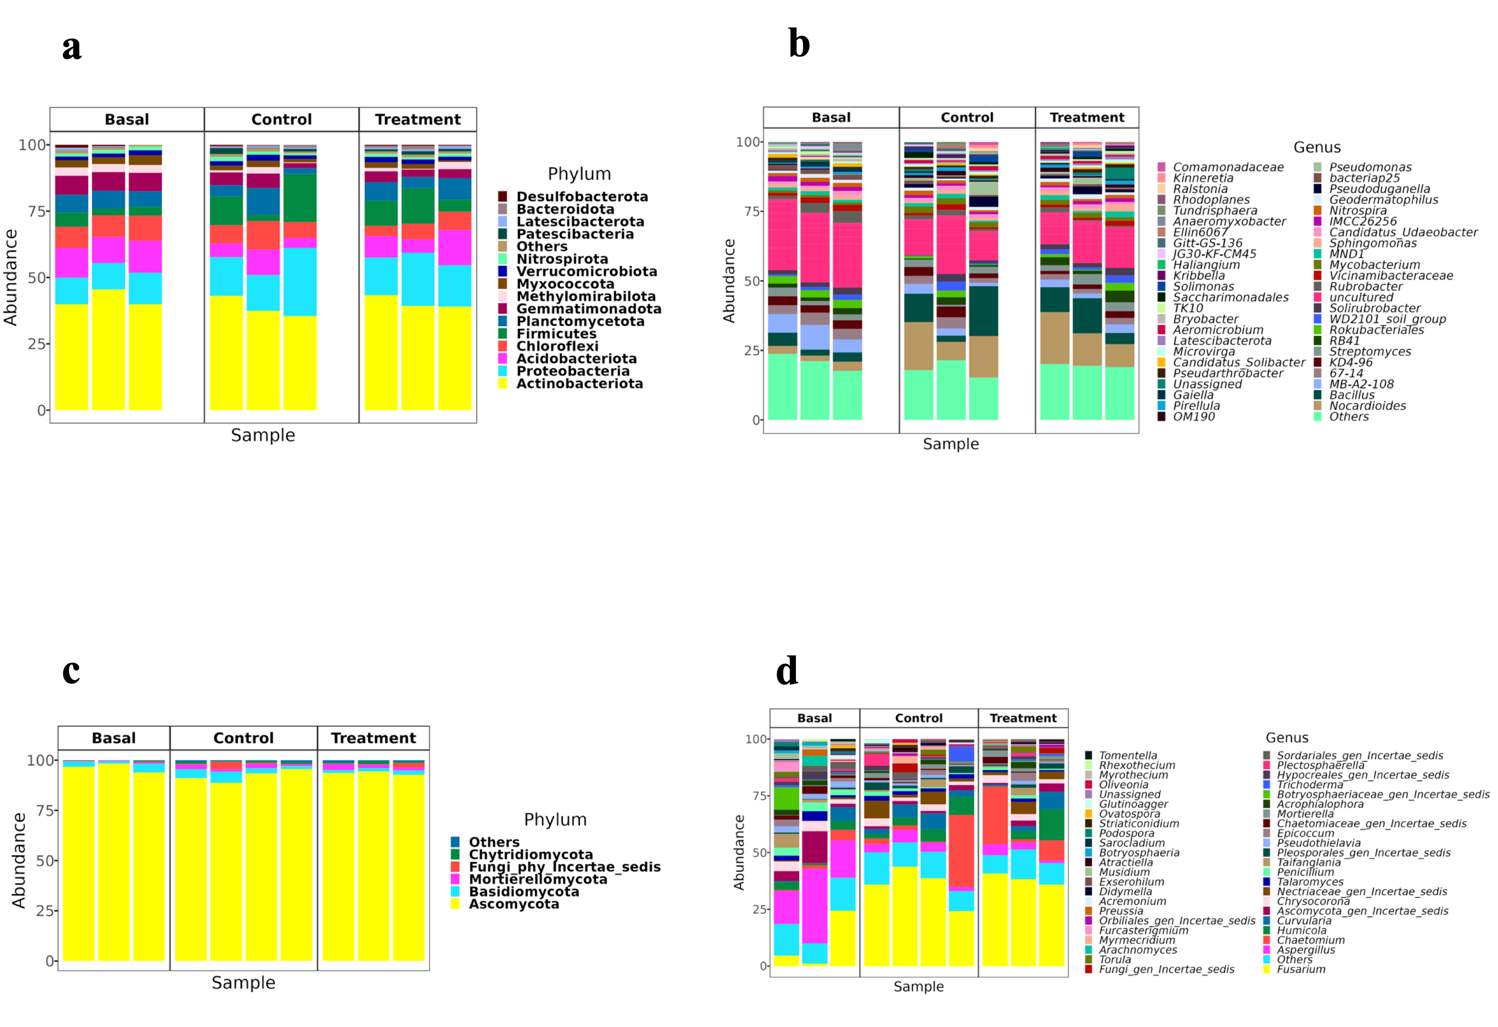 a
Basal Control Treatment
100
75
50
25
0
Abundance
Sample
Phylum
Desulfobacterota
Bacteroidota
Latescibacterota
Patescibacteria
Others
Nitrospirota
Verrucomicrobiota
Myxococcota
Methylomirabilota
Gemmatimonadota
Planctomycetota
Firmicutes
Chloroflexi
Acidobacteriota
Proteobacteria
Actinobacteriota
b
Basal Control Treatment
100
75
50
25
0
Abundance
Sample
Genus
Comamonadaceae
Kinneretia
Ralstonia
Rhodoplanes
Tundrisphaera
Anaeromyxobacter
Ellin6067
Gitt-GS-136
JG30-KF-CM45
Haliangium
Kribbella
Solimonas
Saccharimonadales
TK10
Bryobacter
Aeromicrobium
Latescibacterota
Microvirga
Candidatus_Solibacter
Pseudarthrobacter
Unassigned
Gaiella
Pirellula
OM190
Pseudomonas
bacteriap25
Pseudoduganella
Geodermatophilus
Nitrospira
IMCC26256
Candidatus_Udaeobacter
Sphingomonas
MND1
Mycobacterium
Vicinamibacteraceae
Rubrobacter
uncultured
Solirubrobacter
WD2101_soil_group
Rokubacteriales
RB41
Streptomyces
KD4-96
67-14
MB-A2-108
Bacillus
Nocardioides
Others
c
Basal Control Treatment
100
75
50
25
0
Abundance
Sample
Phylum
Others
Chytridiomycota
Fungi_phy_Incertae_sedis
Mortierellomycota
Basidiomycota
Ascomycota
d
Basal Control Treatment
100
75
50
25
0
Abundance
Sample
Genus
Tomentella
Rhexothecium
Myrothecium
Oliveonia
Unassigned
Glutinoagger
Ovatospora
Striaticonidium
Podospora
Sarocladium
Botryosphaeria
Atractiella
Musidium
Exserohilum
Didymella
Acremonium
Preussia
Orbiliales_gen_Incertae_sedis
Furcasterigmium
Myrmecridium
Arachnomyces
Torula
Fungi_gen_Incertae_sedis
Sordariales_gen_Incertae_sedis
Plectosphaerella
Hypocreales_gen_Incertae_sedis
Trichoderma
Botryosphaeriaceae_gen_Incertae_sedis
Acrophialophora
Mortierella
Chaetomiaceae_gen_Incertae_sedis
Epicoccum
Pseudothielavia
Pleosporales_gen_Incertae_sedis
Taifanglania
Penicillium
Talaromyces
Nectriaceae_gen_Incertae_sedis
Chrysocorona
Ascomycota_gen_Incertae_sedis
Curvularia
Humicola
Chaetomium
Aspergillus
Others
Fusarium